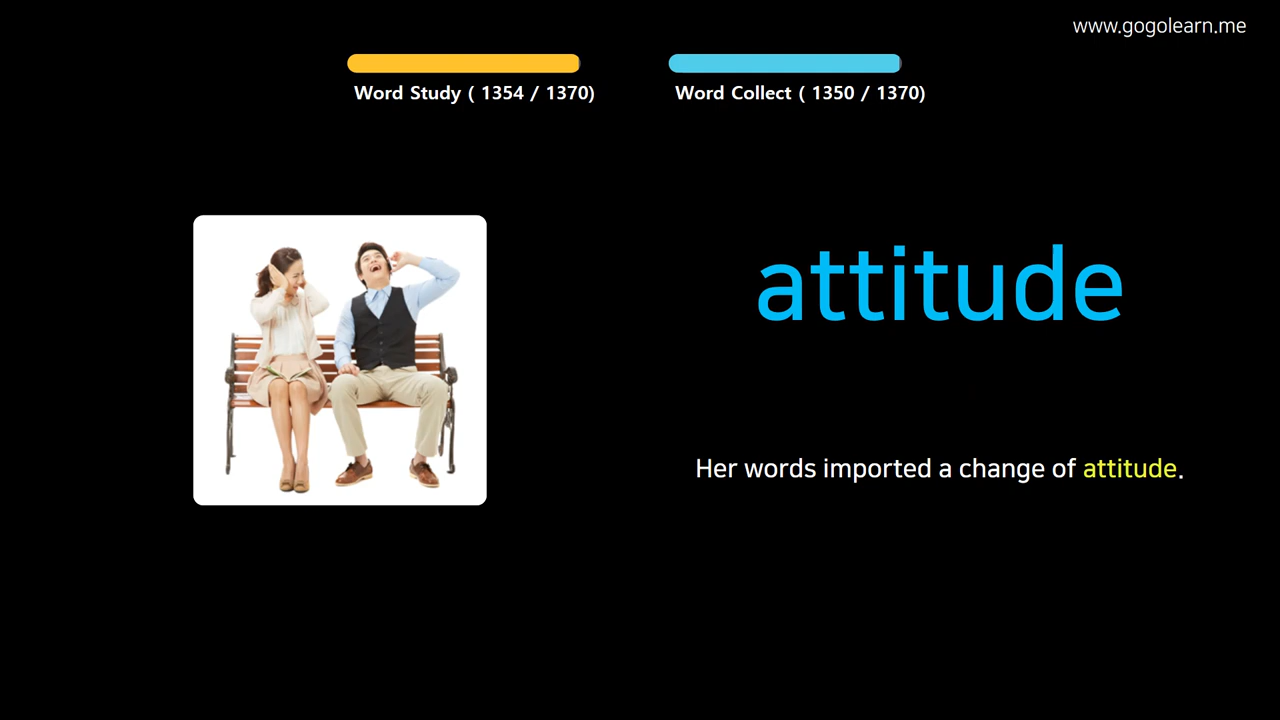 www.gogolearn.me
Word Study ( 1354 / 1370)
Word Collect ( 1350 / 1370)
attitude
Her words imported a change of attitude.